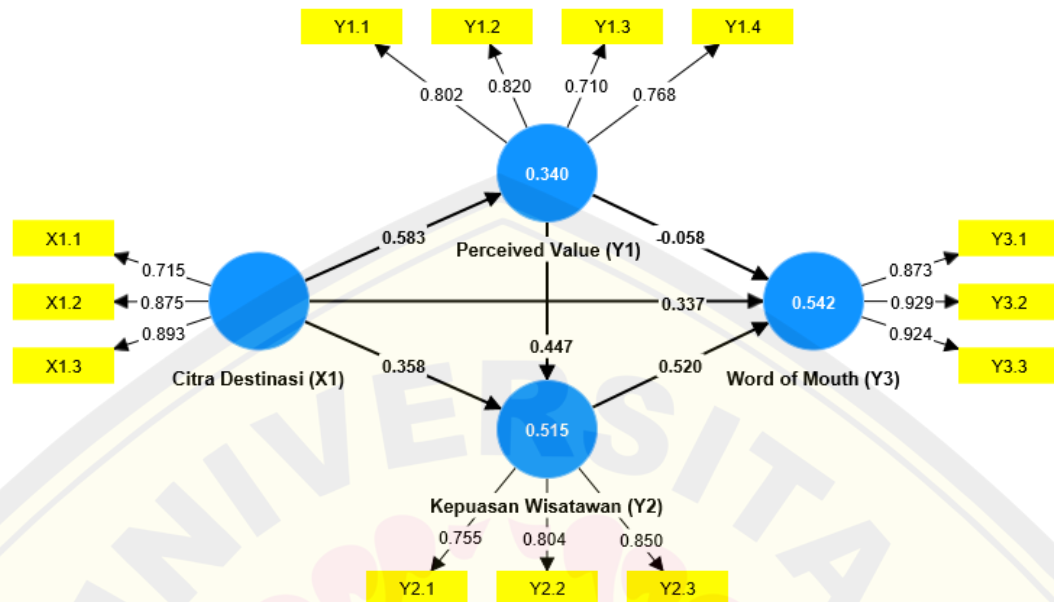 Y1.1 Y1.2 Y1.3 Y1.4
0.802 0.820 0.710 0.768
0.340
Perceived Value (Y1)
X1.1
X1.2
X1.3
0.715
0.875
0.893
Citra Destinasi (X1)
0.583
0.358
0.337
0.447
-0.058
0.520
0.542
Word of Mouth (Y3)
0.873
0.929
0.924
Y3.1
Y3.2
Y3.3
0.515
Kepuasan Wisatawan (Y2)
0.755 0.804 0.850
Y2.1 Y2.2 Y2.3
UNIVERSITA